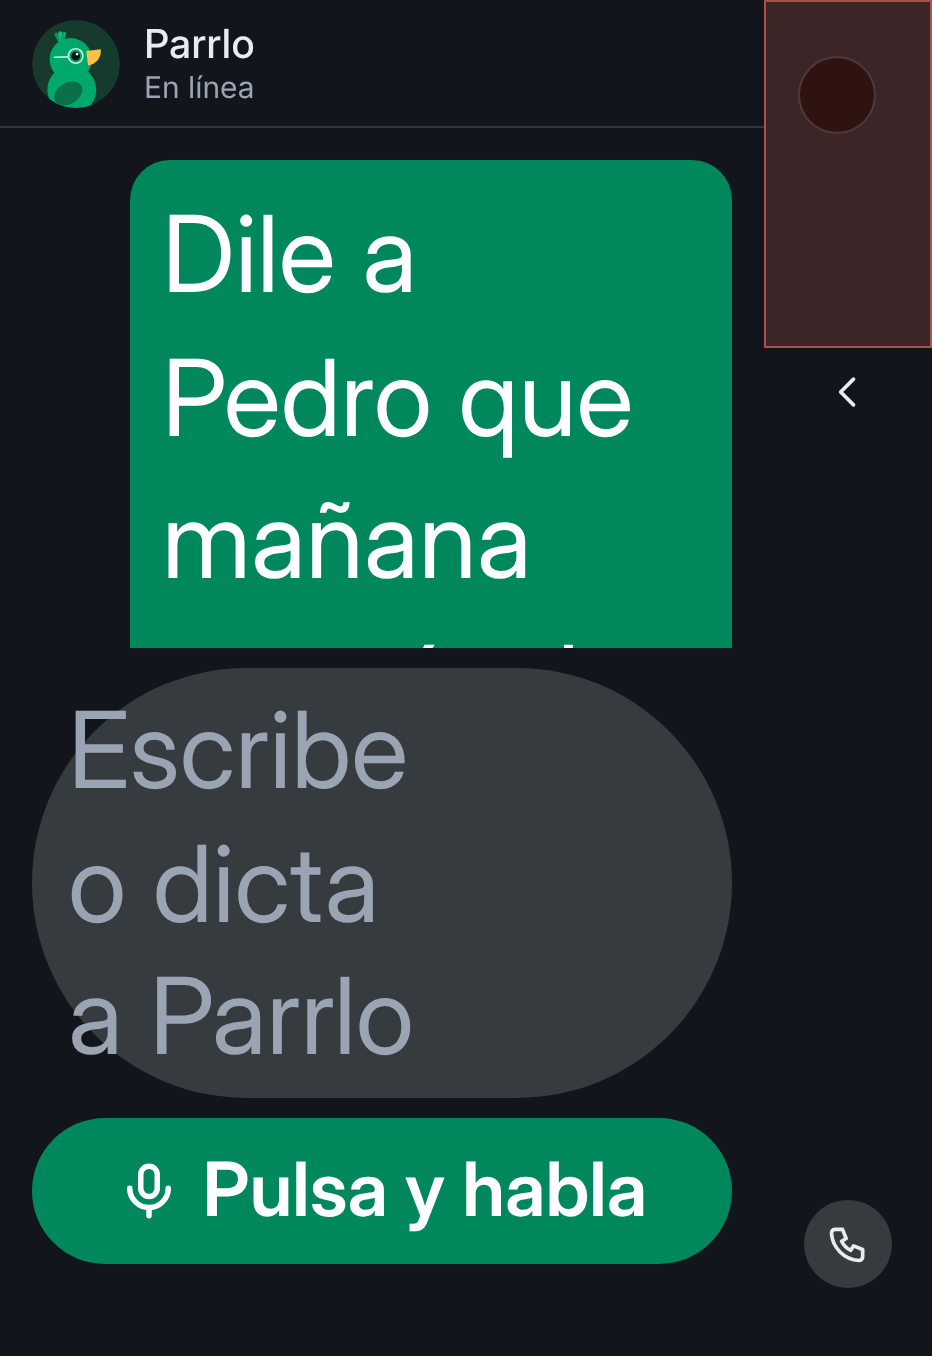 Parrlo
En línea
Dile a
Pedro que
mañana
Escribe
o dicta
a Parrlo
Pulsa y habla